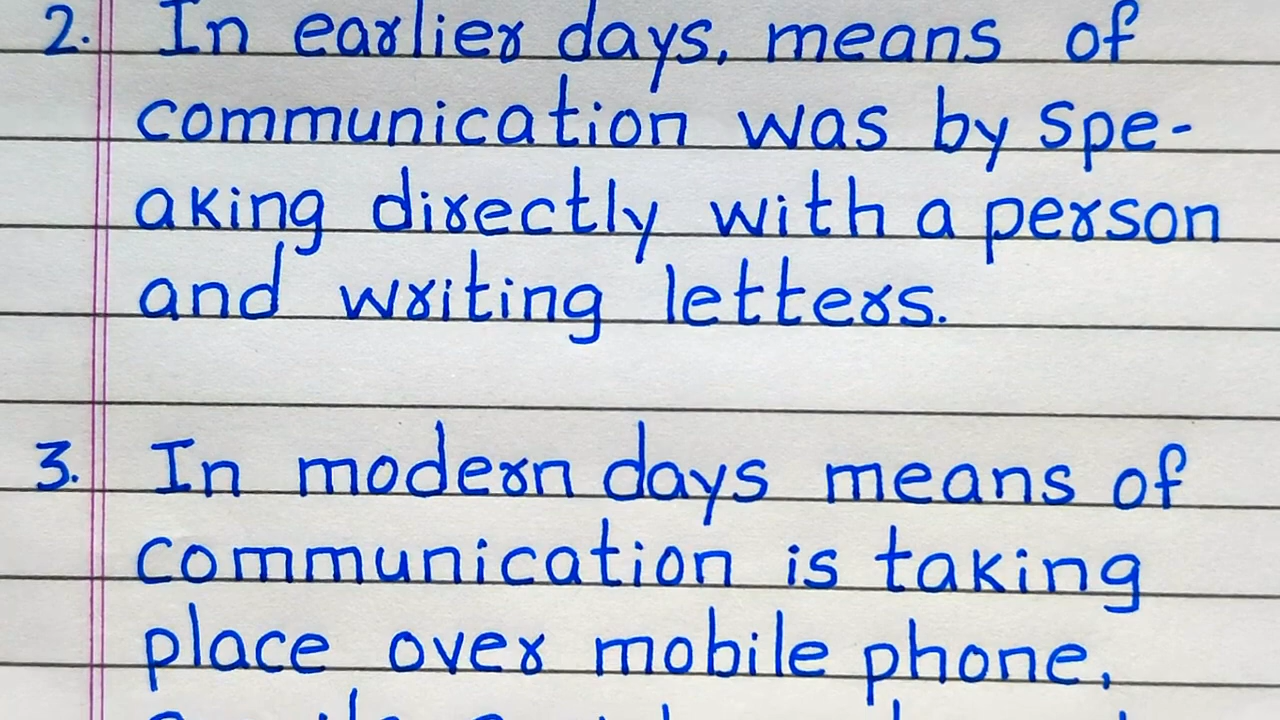 2. In earlier days, means of
communication was by spe-
aking directly with a person
and writing letters.
3. In modern days means of
communication is taking
place over mobile phone,